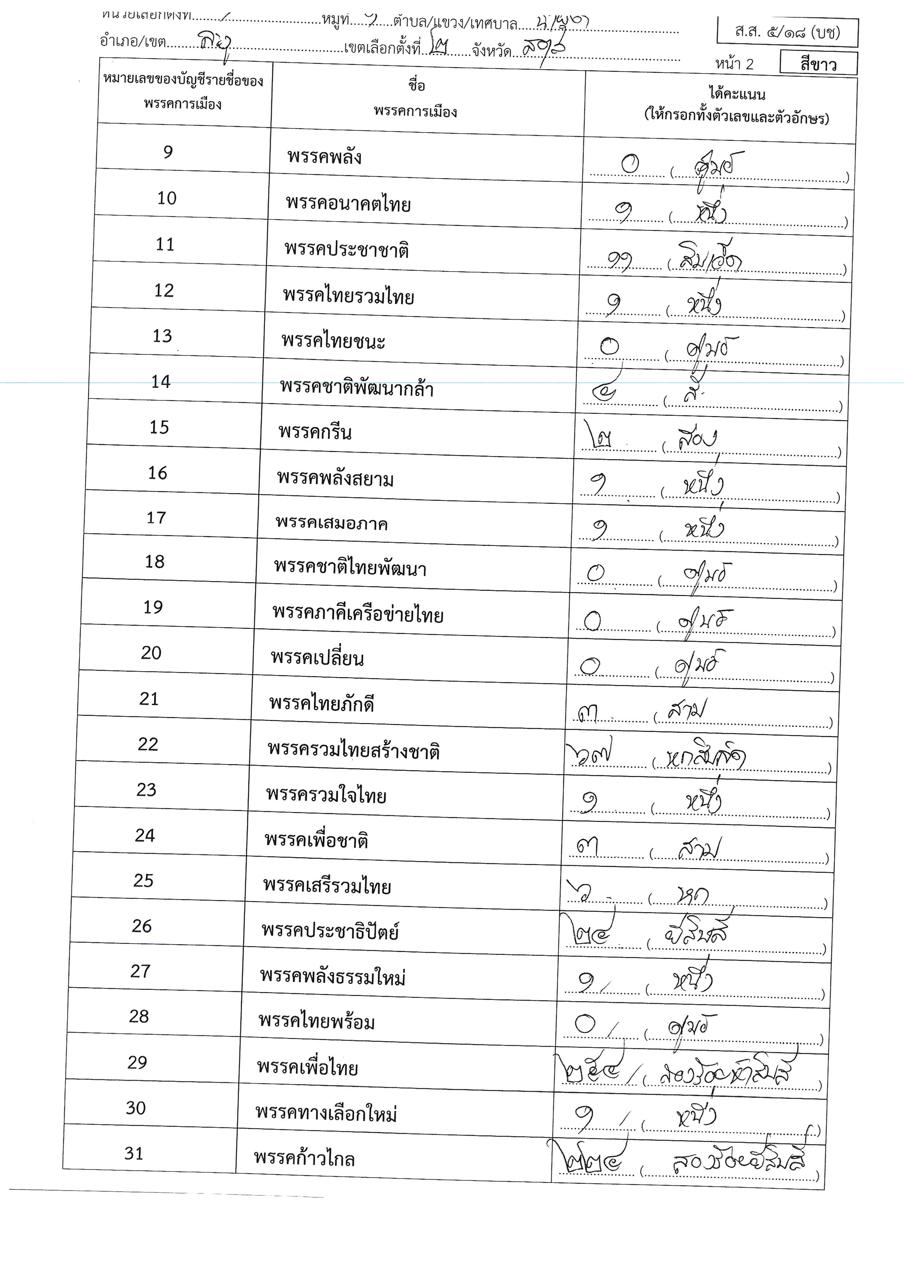 หน่วยเลือกตั้งที่ หมู่ที่ ๖ ตำบล/แขวง/เทศบาล
อำเภอ/เขต ละงู เขตเลือกตั้งที่ ๒ จังหวัด สตูล
ส.ส. ๕/๑๘ (บช)
หน้า 2 สีขาว
หมายเลขของบัญชีรายชื่อของพรรคการเมือง ชื่อพรรคการเมือง ได้คะแนน (ให้กรอกทั้งตัวเลขและตัวอักษร)
9 พรรคพลัง ๐ (ศูนย์)
10 พรรคอนาคตไทย ๑ (หนึ่ง)
11 พรรคประชาชาติ ๑๑ (สิบเอ็ด)
12 พรรคไทยรวมไทย ๑ (หนึ่ง)
13 พรรคไทยชนะ ๐ (ศูนย์)
14 พรรคชาติพัฒนากล้า ๔ (สี่)
15 พรรคกรีน ๒ (สอง)
16 พรรคพลังสยาม ๑ (หนึ่ง)
17 พรรคเสมอภาค ๑ (หนึ่ง)
18 พรรคชาติไทยพัฒนา ๐ (ศูนย์)
19 พรรคภาคีเครือข่ายไทย ๐ (ศูนย์)
20 พรรคเปลี่ยน ๐ (ศูนย์)
21 พรรคไทยภักดี ๓ (สาม)
22 พรรครวมไทยสร้างชาติ ๖๗ (หกสิบเจ็ด)
23 พรรครวมใจไทย ๑ (หนึ่ง)
24 พรรคเพื่อชาติ ๓ (สาม)
25 พรรคเสรีรวมไทย ๖ (หก)
26 พรรคประชาธิปัตย์ ๒๔ (ยี่สิบสี่)
27 พรรคพลังธรรมใหม่ ๑ (หนึ่ง)
28 พรรคไทยพร้อม ๐ (ศูนย์)
29 พรรคเพื่อไทย ๒๕๔ (สองร้อยห้าสิบสี่)
30 พรรคทางเลือกใหม่ ๑ (หนึ่ง)
31 พรรคก้าวไกล ๒๒๔ (สองร้อยยี่สิบสี่)